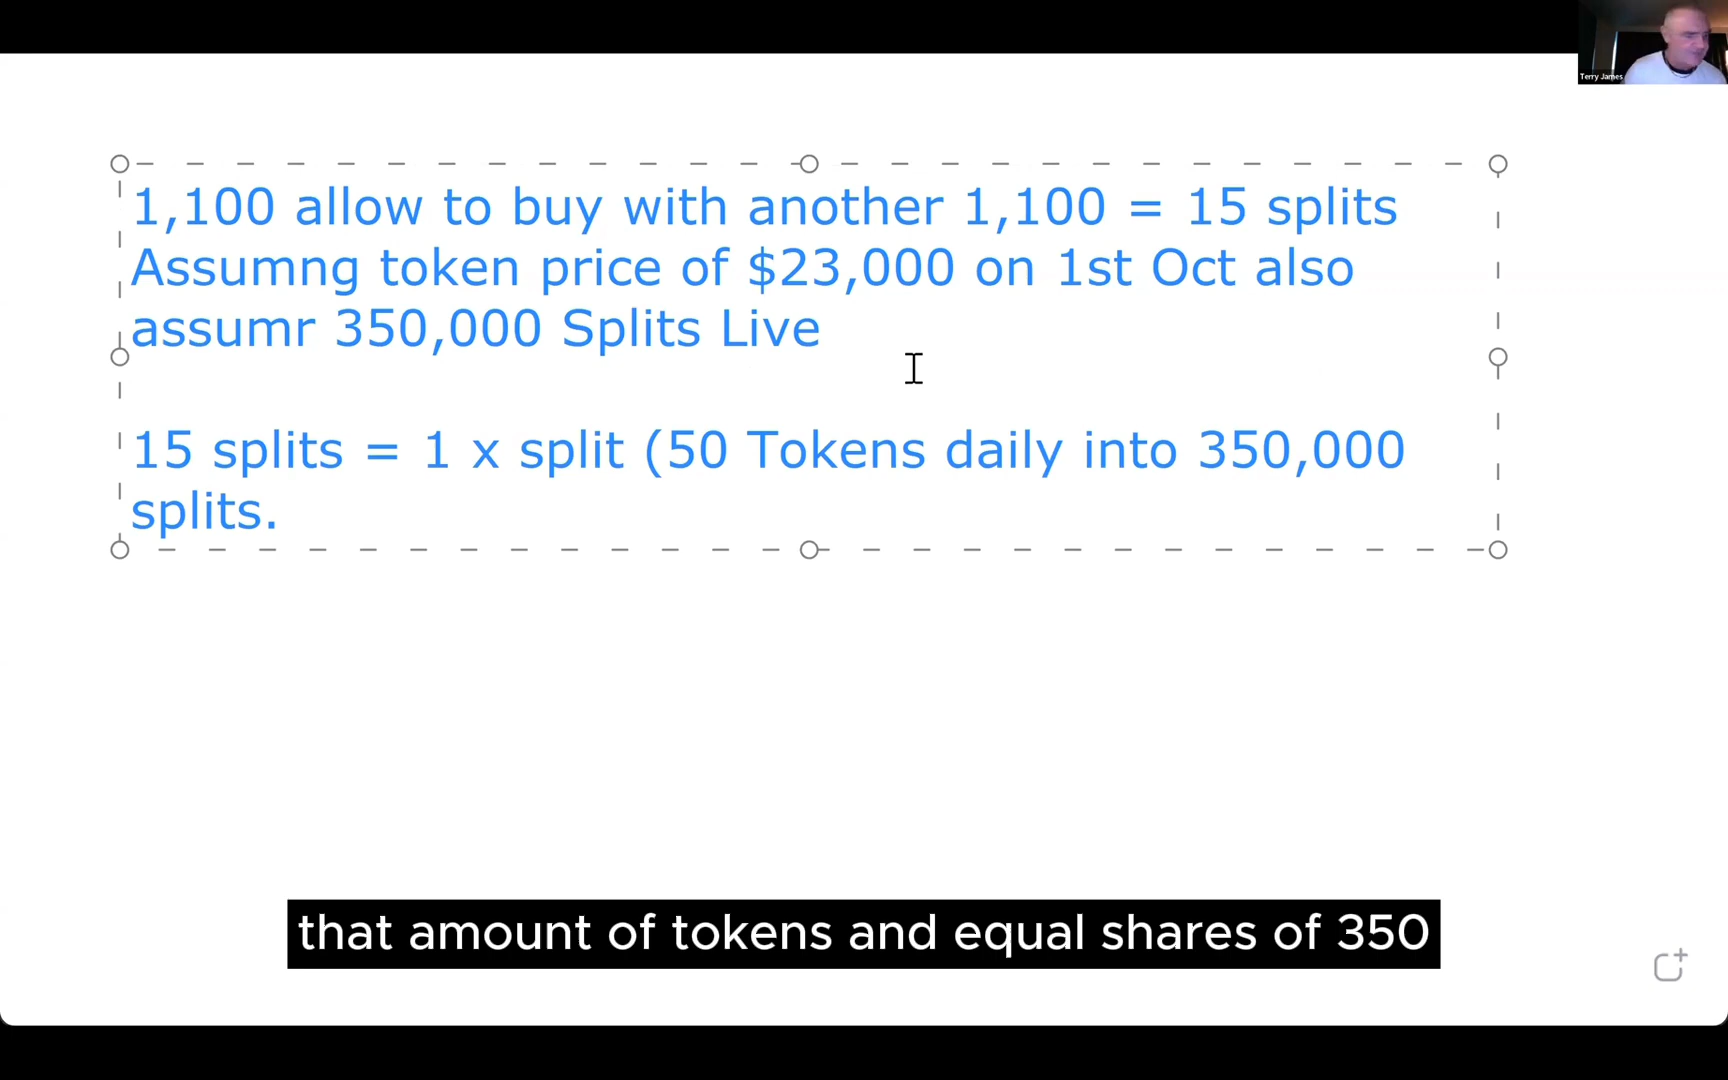 Terry James
1,100 allow to buy with another 1,100 = 15 splits
Assumng token price of $23,000 on 1st Oct also
assumr 350,000 Splits Live
15 splits = 1 x split (50 Tokens daily into 350,000
splits.
that amount of tokens and equal shares of 350